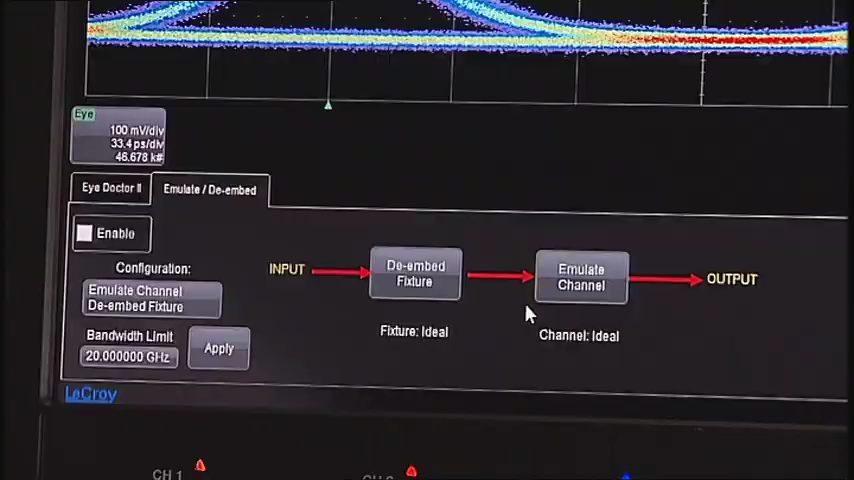 Eye
100 mV/div
33.4 ps/div
46.678 k#
Eye Doctor II
Emulate / De-embed
Enable
Configuration:
Emulate Channel
De-embed Fixture
Bandwidth Limit
20.000000 GHz
Apply
INPUT
De-embed
Fixture
Emulate
Channel
OUTPUT
Fixture: Ideal
Channel: Ideal
LeCroy
CH 1